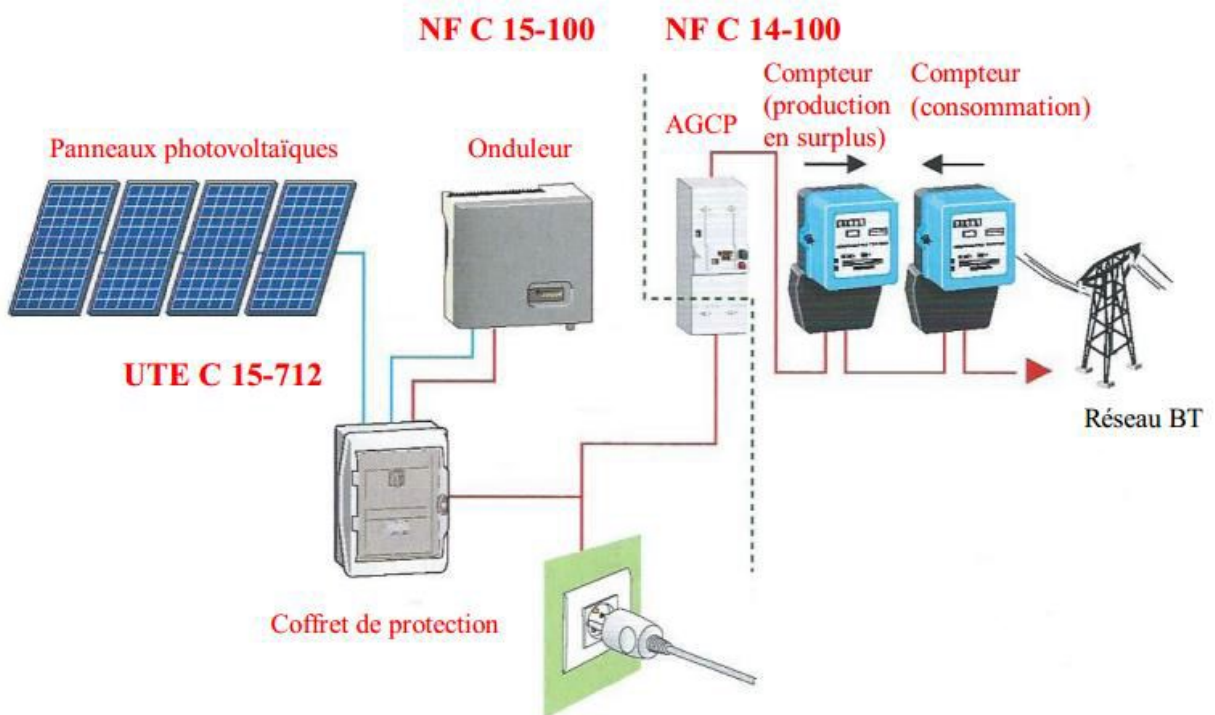 NF C 15-100
NF C 14-100
Compteur
(production
en surplus)
Compteur
(consommation)
AGCP
Panneaux photovoltaïques
Onduleur
UTE C 15-712
Réseau BT
Coffret de protection